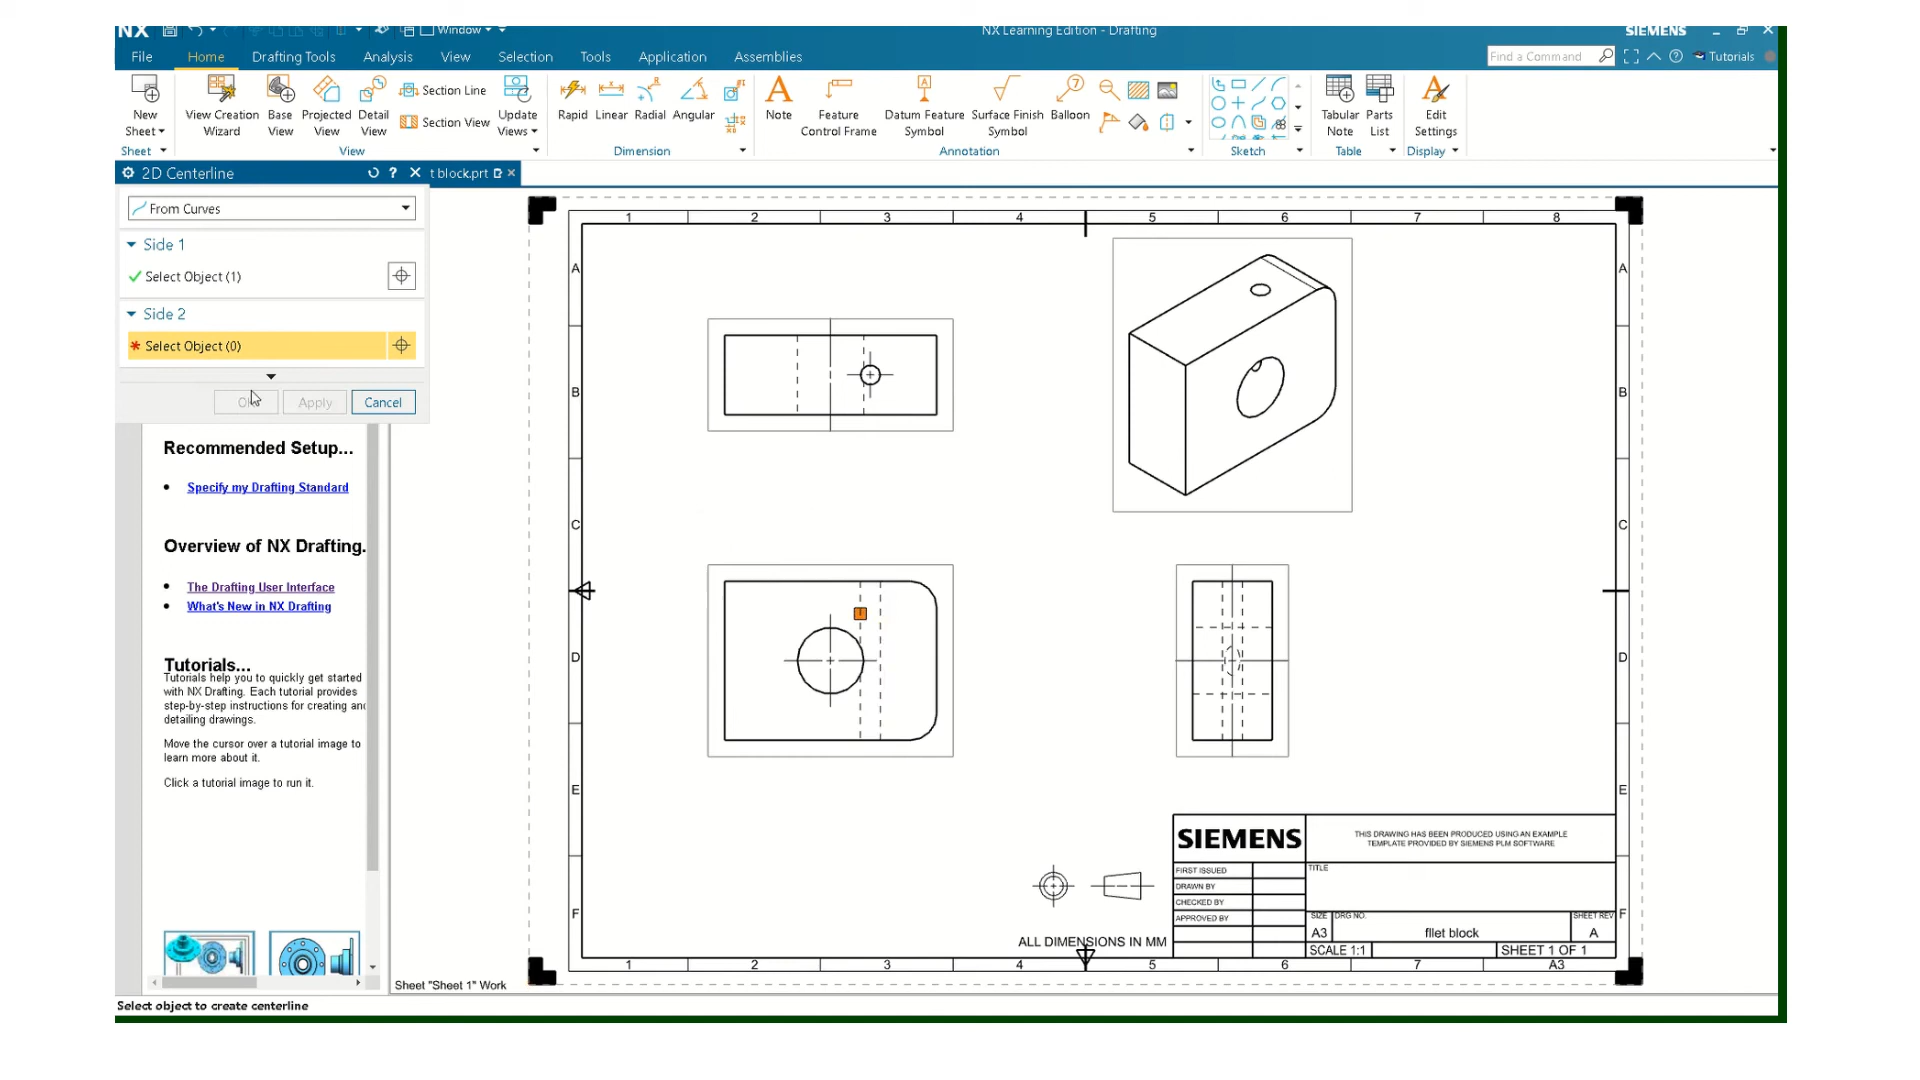 NX
Window
NX Learning Edition - Drafting
SIEMENS
File
Home
Drafting Tools
Analysis
View
Selection
Tools
Application
Assemblies
Find a Command
Tutorials
New
Sheet
View Creation
Wizard
Base
View
Projected
View
Detail
View
Section Line
Section View
Update
Views
Rapid
Linear
Radial
Angular
Note
Feature
Control Frame
Datum Feature
Symbol
Surface Finish
Symbol
Balloon
Tabular
Note
Parts
List
Edit
Settings
Sheet
View
Dimension
Annotation
Sketch
Table
Display
2D Centerline
t block.prt
From Curves
Side 1
Select Object (1)
Side 2
Select Object (0)
Apply
Cancel
Recommended Setup...
Specify my Drafting Standard
Overview of NX Drafting.
The Drafting User Interface
What's New in NX Drafting
Tutorials...
Tutorials help you to quickly get started
with NX Drafting. Each tutorial provides
step-by-step instructions for creating and
detailing drawings.
Move the cursor over a tutorial image to
learn more about it.
Click a tutorial image to run it.
1 2 3 4 5 6 7 8
A A
B B
C C
D D
E E
F F
SIEMENS
THIS DRAWING HAS BEEN PRODUCED USING AN EXAMPLE
TEMPLATE PROVIDED BY SIEMENS PLM SOFTWARE
FIRST ISSUED
TITLE
DRAWN BY
CHECKED BY
APPROVED BY
SIZE
DRG NO.
SHEET REV
A3
fllet block
A
ALL DIMENSIONS IN MM
SCALE 1:1
SHEET 1 OF 1
1 2 3 4 5 6 7 A3
Sheet "Sheet 1" Work
Select object to create centerline